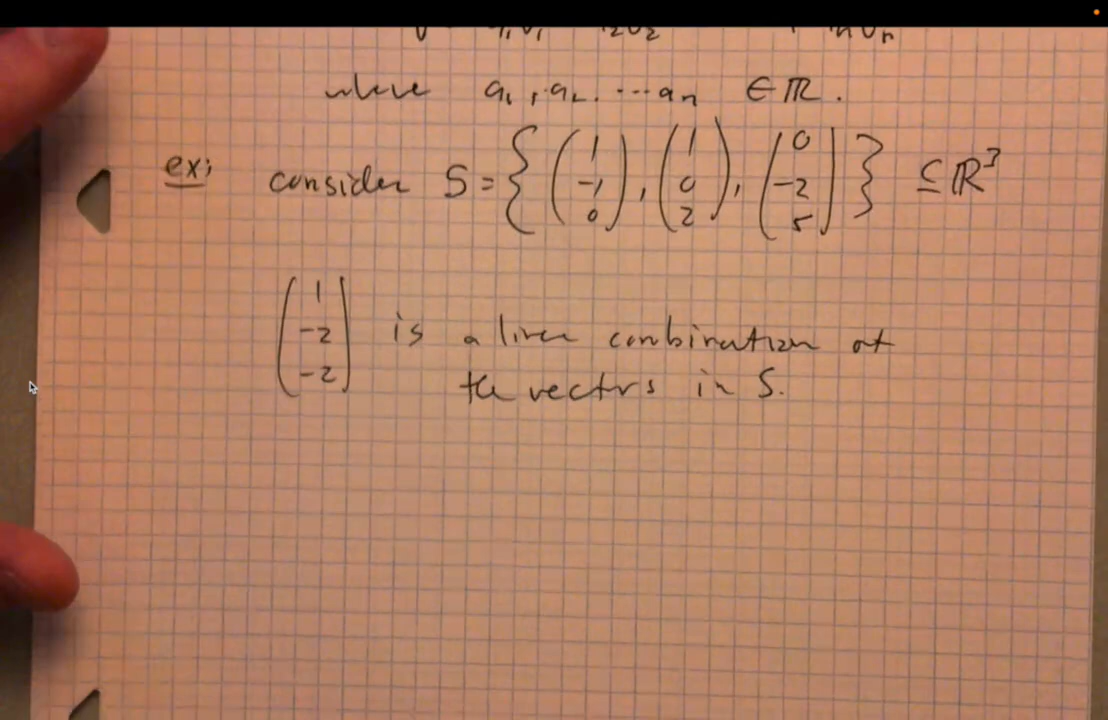 where a₁, a₂, ... aₙ ∈ ℝ.
ex: consider S = { (1, -1, 0), (1, 0, 2), (0, -2, 5) } ⊆ ℝ³
(1, -2, -2) is a linear combination of
the vectors in S.